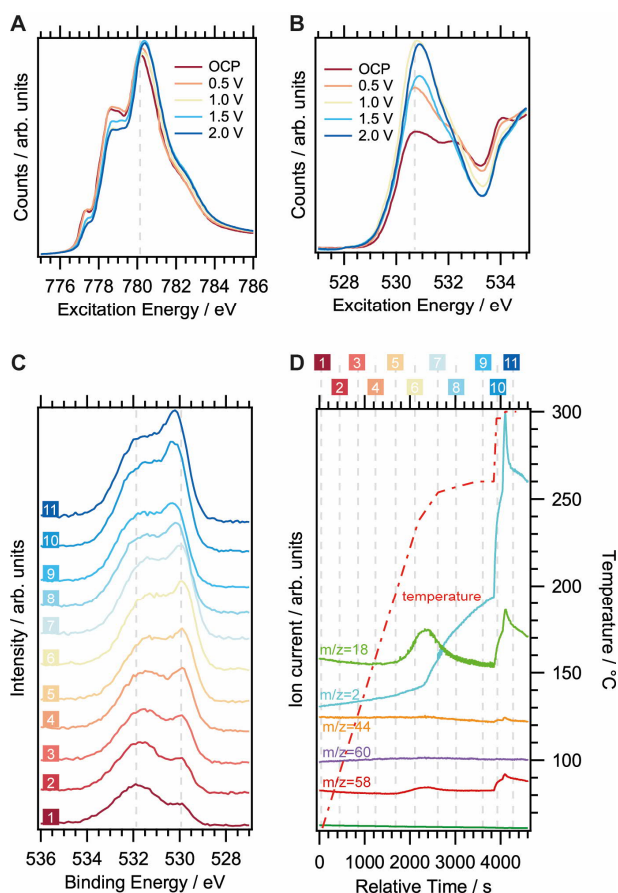 A
OCP
0.5 V
1.0 V
1.5 V
2.0 V
Counts / arb. units
776 778 780 782 784 786
Excitation Energy / eV
B
OCP
0.5 V
1.0 V
1.5 V
2.0 V
Counts / arb. units
528 530 532 534
Excitation Energy / eV
C
11
10
9
8
7
6
5
4
3
2
1
Intensity / arb. units
536 534 532 530 528
Binding Energy / eV
D
1 3 5 7 9 11
2 4 6 8 10
300
250
200
150
100
temperature
m/z=18
m/z=2
m/z=44
m/z=60
m/z=58
Ion current / arb. units
Temperature / °C
0 1000 2000 3000 4000
Relative Time / s